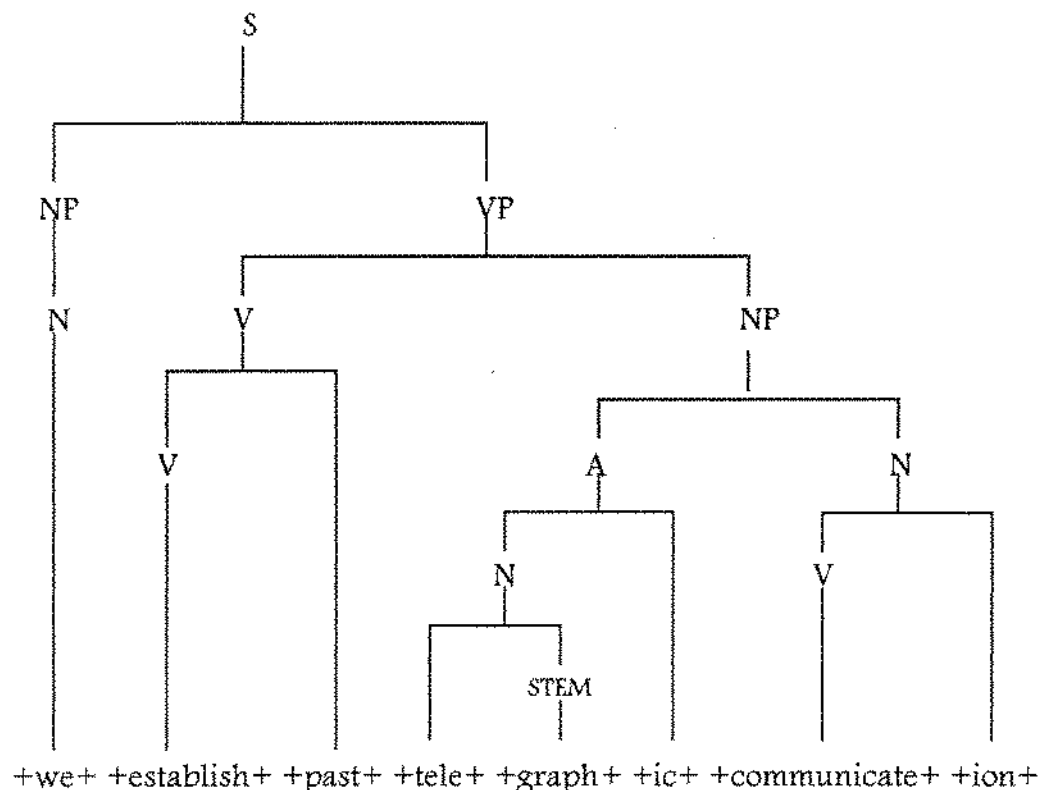 S
NP VP
N V NP
V A N
N V
STEM
+we+ +establish+ +past+ +tele+ +graph+ +ic+ +communicate+ +ion+